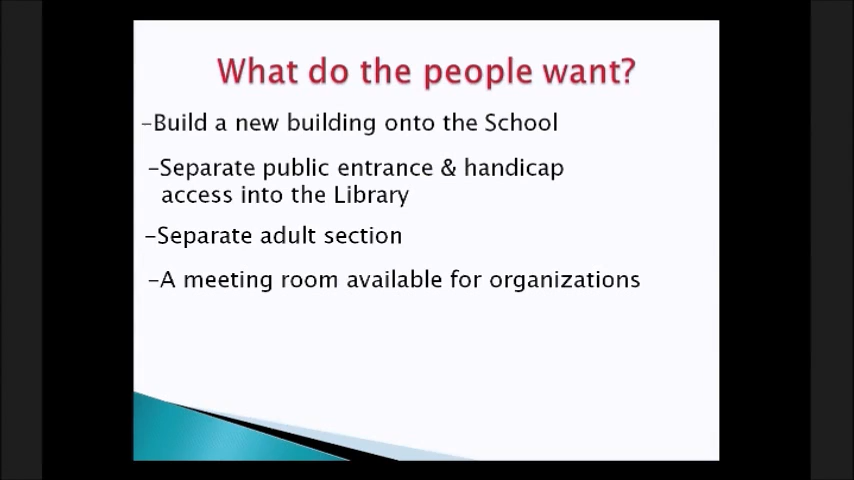 What do the people want?
-Build a new building onto the School
-Separate public entrance & handicap
access into the Library
-Separate adult section
-A meeting room available for organizations